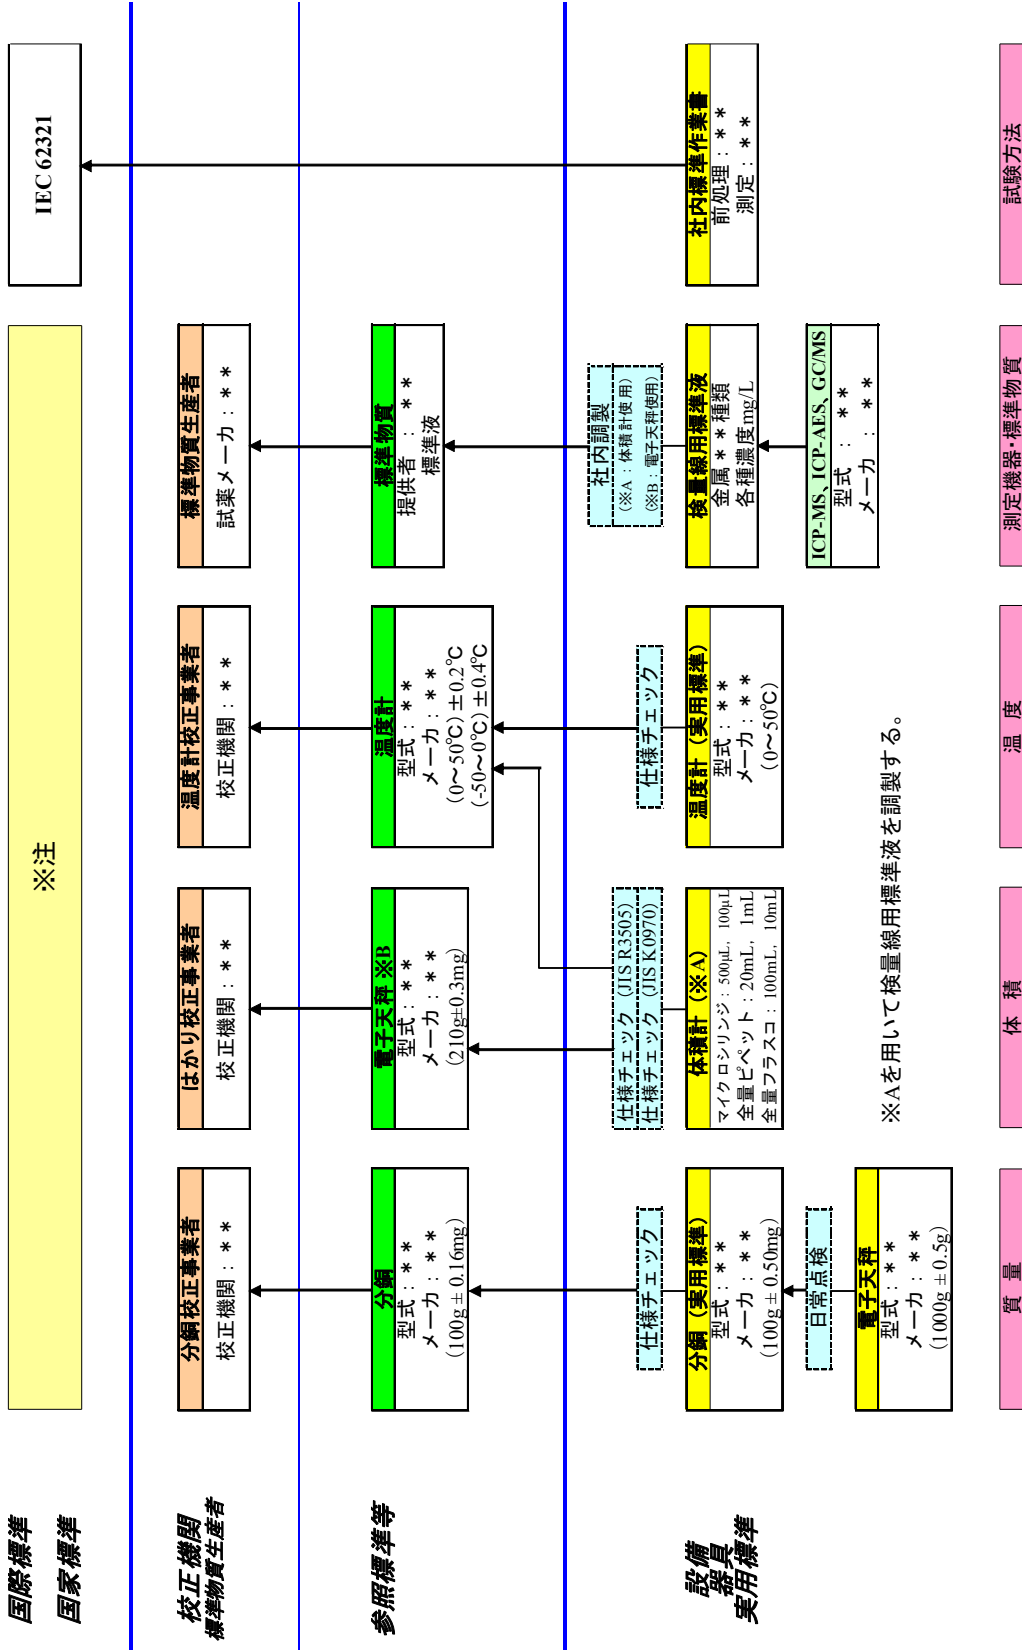 国際標準
国家標準
※注
IEC 62321
校正機関
標準物質生産者
分銅校正事業者
校正機関：＊＊
はかり校正事業者
校正機関：＊＊
温度計校正事業者
校正機関：＊＊
標準物質生産者
試薬メーカ：＊＊
参照標準等
分銅
型式：＊＊
メーカ：＊＊
(100g±0.16mg)
電子天秤 ※B
型式：＊＊
メーカ：＊＊
(210g±0.3mg)
温度計
型式：＊＊
メーカ：＊＊
(0～50℃)±0.2℃
(-50～0℃)±0.4℃
標準物質
提供者：＊＊
標準液
設備
器具
実用標準
仕様チェック
分銅（実用標準）
型式：＊＊
メーカ：＊＊
(100g±0.50mg)
日常点検
電子天秤
型式：＊＊
メーカ：＊＊
(1000g±0.5g)
仕様チェック（JIS R3505）
仕様チェック（JIS K0970）
体積計（※A）
マイクロシリンジ：500μL, 100μL
全量ピペット：20mL, 1mL
全量フラスコ：100mL, 10mL
仕様チェック
温度計（実用標準）
型式：＊＊
メーカ：＊＊
(0～50℃)
※Aを用いて検量線用標準液を調製する。
社内調製
（※A：体積計使用）
（※B：電子天秤使用）
検量線用標準液
金属＊＊種類
各種濃度mg/L
ICP-MS、ICP-AES、GC/MS
型式：＊＊
メーカ：＊＊
社内標準作業書
前処理：＊＊
測定：＊＊
質 量
体 積
温 度
測定機器・標準物質
試験方法